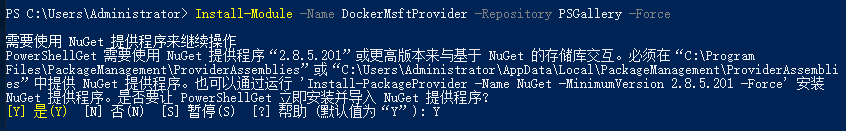 PS C:\Users\Administrator> Install-Module -Name DockerMsftProvider -Repository PSGallery -Force
需要使用 NuGet 提供程序来继续操作
PowerShellGet 需要使用 NuGet 提供程序“2.8.5.201”或更高版本来与基于 NuGet 的存储库交互。必须在“C:\Program
Files\PackageManagement\ProviderAssemblies”或“C:\Users\Administrator\AppData\Local\PackageManagement\ProviderAssembli
es”中提供 NuGet 提供程序。也可以通过运行 'Install-PackageProvider -Name NuGet -MinimumVersion 2.8.5.201 -Force' 安装
NuGet 提供程序。是否要让 PowerShellGet 立即安装并导入 NuGet 提供程序?
[Y] 是(Y)  [N] 否(N)  [S] 暂停(S)  [?] 帮助 (默认值为“Y”): Y